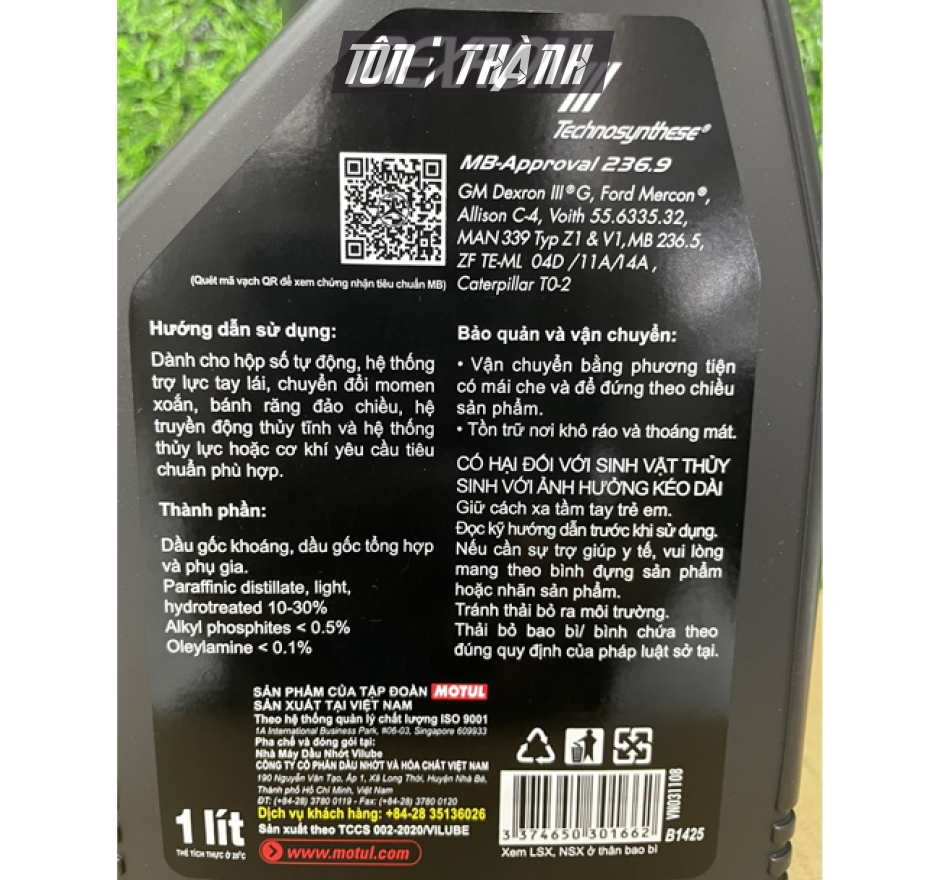 TÔN THÀNH
DEXRON III
Technosynthese®
MB-Approval 236.9
GM Dexron III®G, Ford Mercon®,
Allison C-4, Voith 55.6335.32,
MAN 339 Typ Z1 & V1, MB 236.5,
ZF TE-ML 04D /11A/14A ,
Caterpillar TO-2
(Quét mã vạch QR để xem chứng nhận tiêu chuẩn MB)
Hướng dẫn sử dụng:
Dành cho hộp số tự động, hệ thống
trợ lực tay lái, chuyển đổi momen
xoắn, bánh răng đảo chiều, hệ
truyền động thủy tĩnh và hệ thống
thủy lực hoặc cơ khí yêu cầu tiêu
chuẩn phù hợp.
Thành phần:
Dầu gốc khoáng, dầu gốc tổng hợp
và phụ gia.
Paraffinic distillate, light,
hydrotreated 10-30%
Alkyl phosphites < 0.5%
Oleylamine < 0.1%
Bảo quản và vận chuyển:
• Vận chuyển bằng phương tiện
có mái che và để đứng theo chiều
sản phẩm.
• Tồn trữ nơi khô ráo và thoáng mát.
CÓ HẠI ĐỐI VỚI SINH VẬT THỦY
SINH VỚI ẢNH HƯỞNG KÉO DÀI
Giữ cách xa tầm tay trẻ em.
Đọc kỹ hướng dẫn trước khi sử dụng.
Nếu cần sự trợ giúp y tế, vui lòng
mang theo bình đựng sản phẩm
hoặc nhãn sản phẩm.
Tránh thải bỏ ra môi trường.
Thải bỏ bao bì/ bình chứa theo
đúng quy định của pháp luật sở tại.
SẢN PHẨM CỦA TẬP ĐOÀN MOTUL
SẢN XUẤT TẠI VIỆT NAM
Theo hệ thống quản lý chất lượng ISO 9001
1A International Business Park, #06-03, Singapore 609933
Pha chế và đóng gói tại:
Nhà Máy Dầu Nhớt Vilube
CÔNG TY CỔ PHẦN DẦU NHỚT VÀ HÓA CHẤT VIỆT NAM
190 Nguyễn Văn Tạo, Ấp 1, Xã Long Thới, Huyện Nhà Bè,
Thành phố Hồ Chí Minh, Việt Nam
ĐT: (+84-28) 3780 0119 - Fax: (+84-28) 3780 0120
Dịch vụ khách hàng: +84-28 35136026
Sản xuất theo TCCS 002-2020/VILUBE
www.motul.com
1 lít
THỂ TÍCH THỰC Ở 20°C
3 374650 301662
VIN031108
B1425
Xem LSX, NSX ở thân bao bì